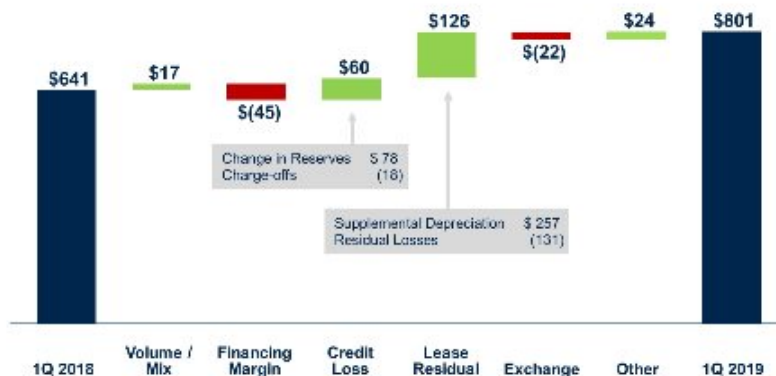 $126
$24
$801
$641
$17
$60
$(22)
$(45)
Change in Reserves $ 78
Charge-offs (18)
Supplemental Depreciation $ 257
Residual Losses (131)
1Q 2018
Volume /
Mix
Financing
Margin
Credit
Loss
Lease
Residual
Exchange
Other
1Q 2019